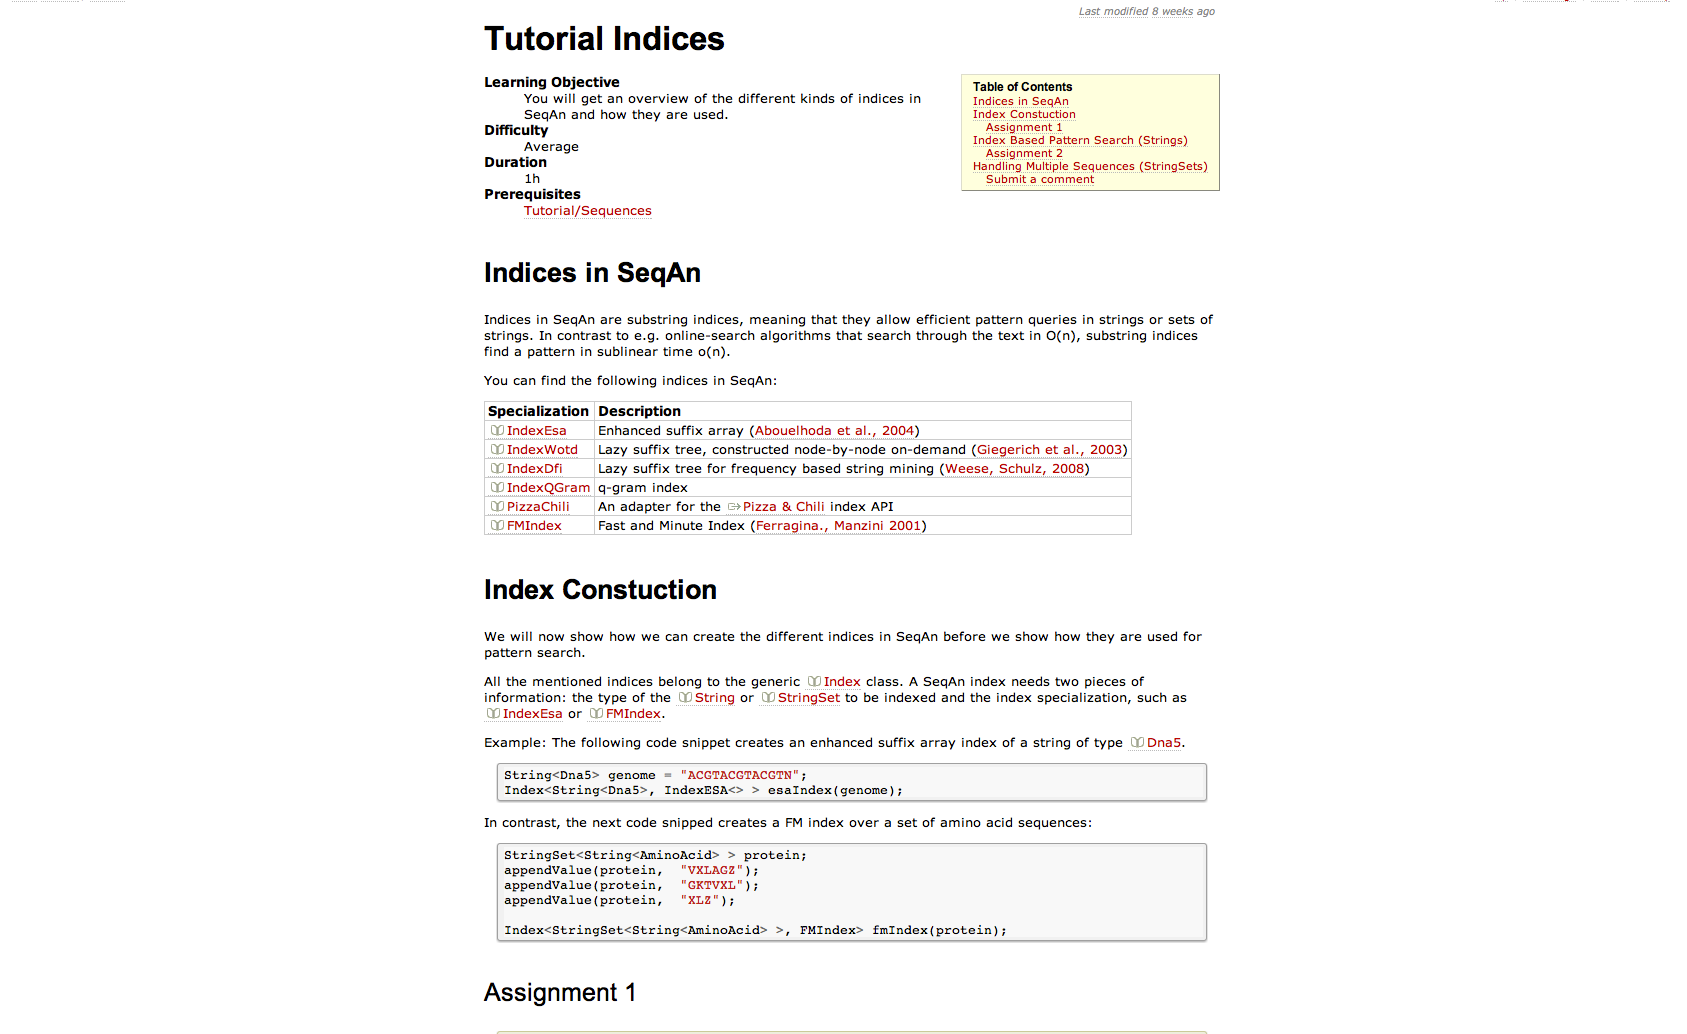 Last modified 8 weeks ago
Tutorial Indices
Learning Objective
You will get an overview of the different kinds of indices in
SeqAn and how they are used.
Difficulty
Average
Duration
1h
Prerequisites
Tutorial/Sequences
Table of Contents
Indices in SeqAn
Index Constuction
Assignment 1
Index Based Pattern Search (Strings)
Assignment 2
Handling Multiple Sequences (StringSets)
Submit a comment
Indices in SeqAn
Indices in SeqAn are substring indices, meaning that they allow efficient pattern queries in strings or sets of
strings. In contrast to e.g. online-search algorithms that search through the text in O(n), substring indices
find a pattern in sublinear time o(n).
You can find the following indices in SeqAn:
Specialization Description
IndexEsa Enhanced suffix array (Abouelhoda et al., 2004)
IndexWotd Lazy suffix tree, constructed node-by-node on-demand (Giegerich et al., 2003)
IndexDfi Lazy suffix tree for frequency based string mining (Weese, Schulz, 2008)
IndexQGram q-gram index
PizzaChili An adapter for the Pizza & Chili index API
FMIndex Fast and Minute Index (Ferragina., Manzini 2001)
Index Constuction
We will now show how we can create the different indices in SeqAn before we show how they are used for
pattern search.
All the mentioned indices belong to the generic Index class. A SeqAn index needs two pieces of
information: the type of the String or StringSet to be indexed and the index specialization, such as
IndexEsa or FMIndex.
Example: The following code snippet creates an enhanced suffix array index of a string of type Dna5.
String<Dna5> genome = "ACGTACGTACGTN";
Index<String<Dna5>, IndexESA<> > esaIndex(genome);
In contrast, the next code snipped creates a FM index over a set of amino acid sequences:
StringSet<String<AminoAcid> > protein;
appendValue(protein, "VXLAGZ");
appendValue(protein, "GKTVXL");
appendValue(protein, "XLZ");
Index<StringSet<String<AminoAcid> >, FMIndex> fmIndex(protein);
Assignment 1